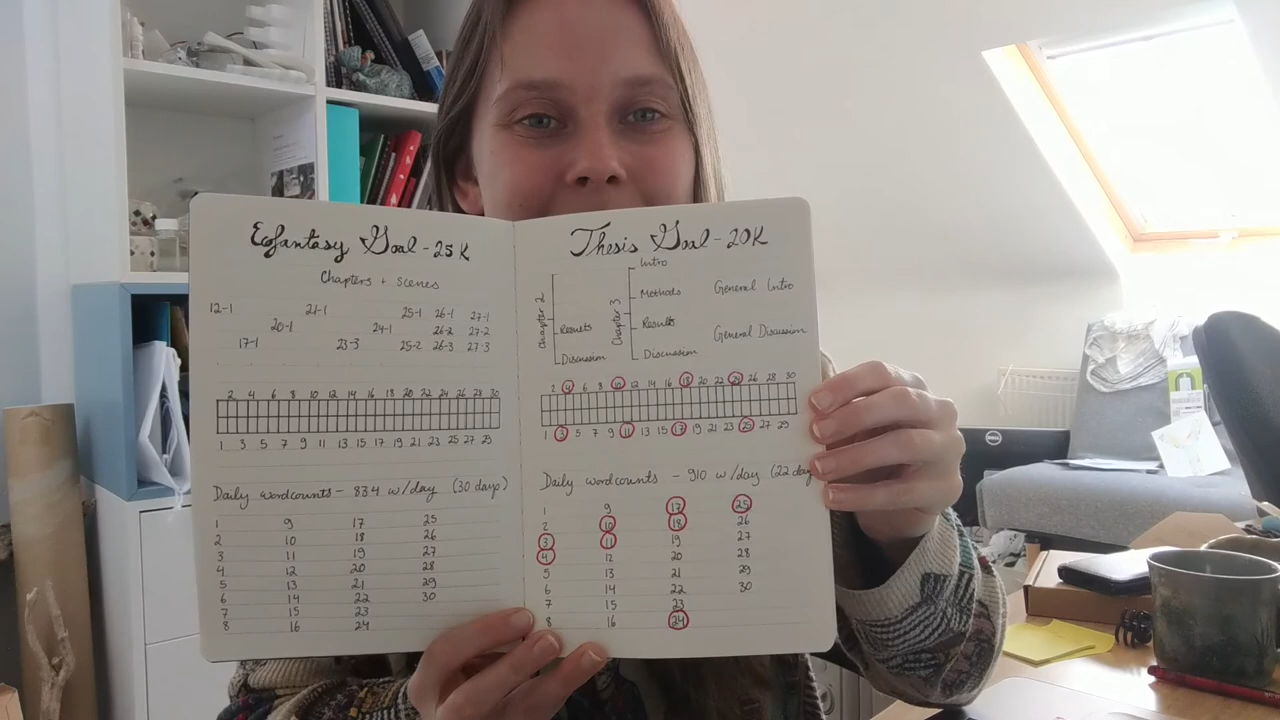 Ecofantasy Goal - 25K
Chapters + scenes
12-1 21-1 25-1 26-1 27-1
20-1 24-1 26-2 27-2
17-1 23-3 25-2 26-3 27-3
2 4 6 8 10 12 14 16 18 20 22 24 26 28 30
1 3 5 7 9 11 13 15 17 19 21 23 25 27 29
Daily wordcounts - 834 w/day (30 days)
1 9 17 25
2 10 18 26
3 11 19 27
4 12 20 28
5 13 21 29
6 14 22 30
7 15 23
8 16 24
Thesis Goal - 20K
Chapter 2
Results
Discussion
Chapter 3
Intro
Methods
Results
Discussion
General Intro
General Discussion
2 4 6 8 10 12 14 16 18 20 22 24 26 28 30
1 3 5 7 9 11 13 15 17 19 21 23 25 27 29
Daily wordcounts - 910 w/day (22 day
1 9 17 25
2 10 18 26
3 11 19 27
4 12 20 28
5 13 21 29
6 14 22 30
7 15 23
8 16 24
DELL